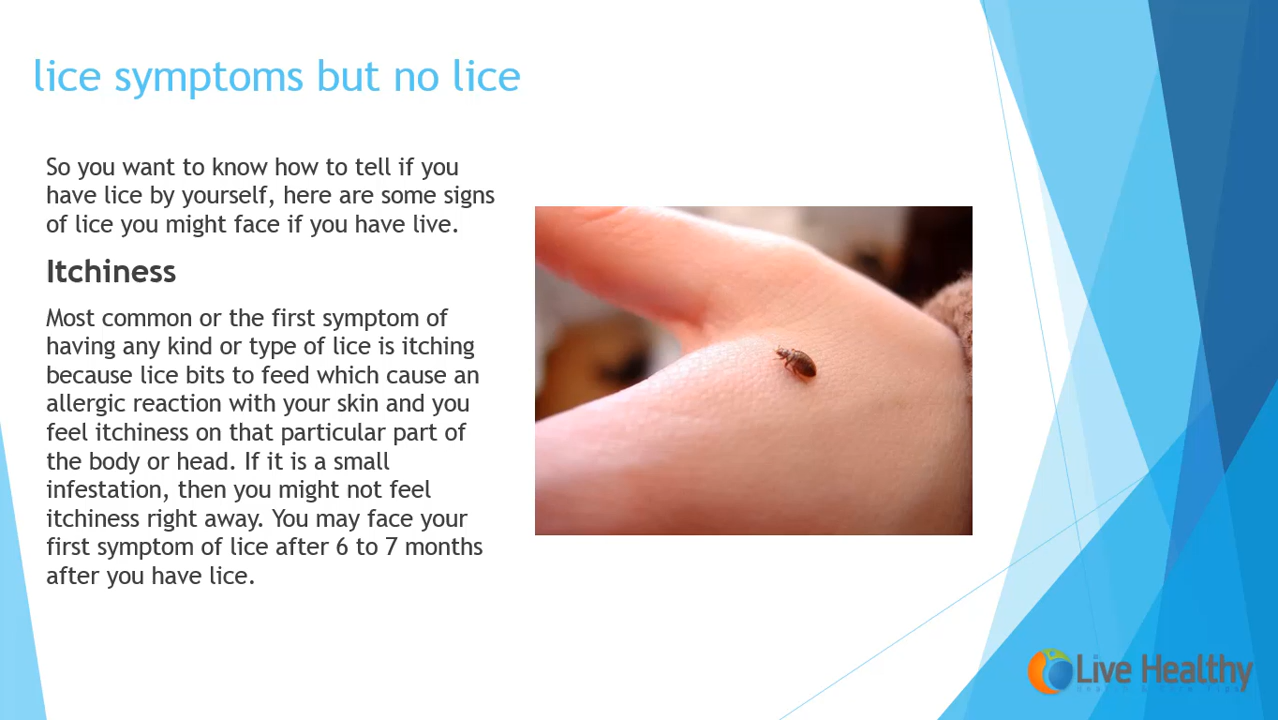 lice symptoms but no lice
So you want to know how to tell if you
have lice by yourself, here are some signs
of lice you might face if you have live.
Itchiness
Most common or the first symptom of
having any kind or type of lice is itching
because lice bits to feed which cause an
allergic reaction with your skin and you
feel itchiness on that particular part of
the body or head. If it is a small
infestation, then you might not feel
itchiness right away. You may face your
first symptom of lice after 6 to 7 months
after you have lice.
Live Healthy